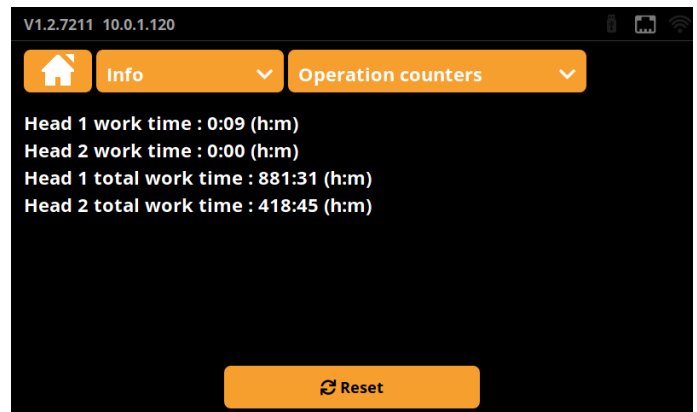 V1.2.7211 10.0.1.120
Info
Operation counters
Head 1 work time : 0:09 (h:m)
Head 2 work time : 0:00 (h:m)
Head 1 total work time : 881:31 (h:m)
Head 2 total work time : 418:45 (h:m)
Reset